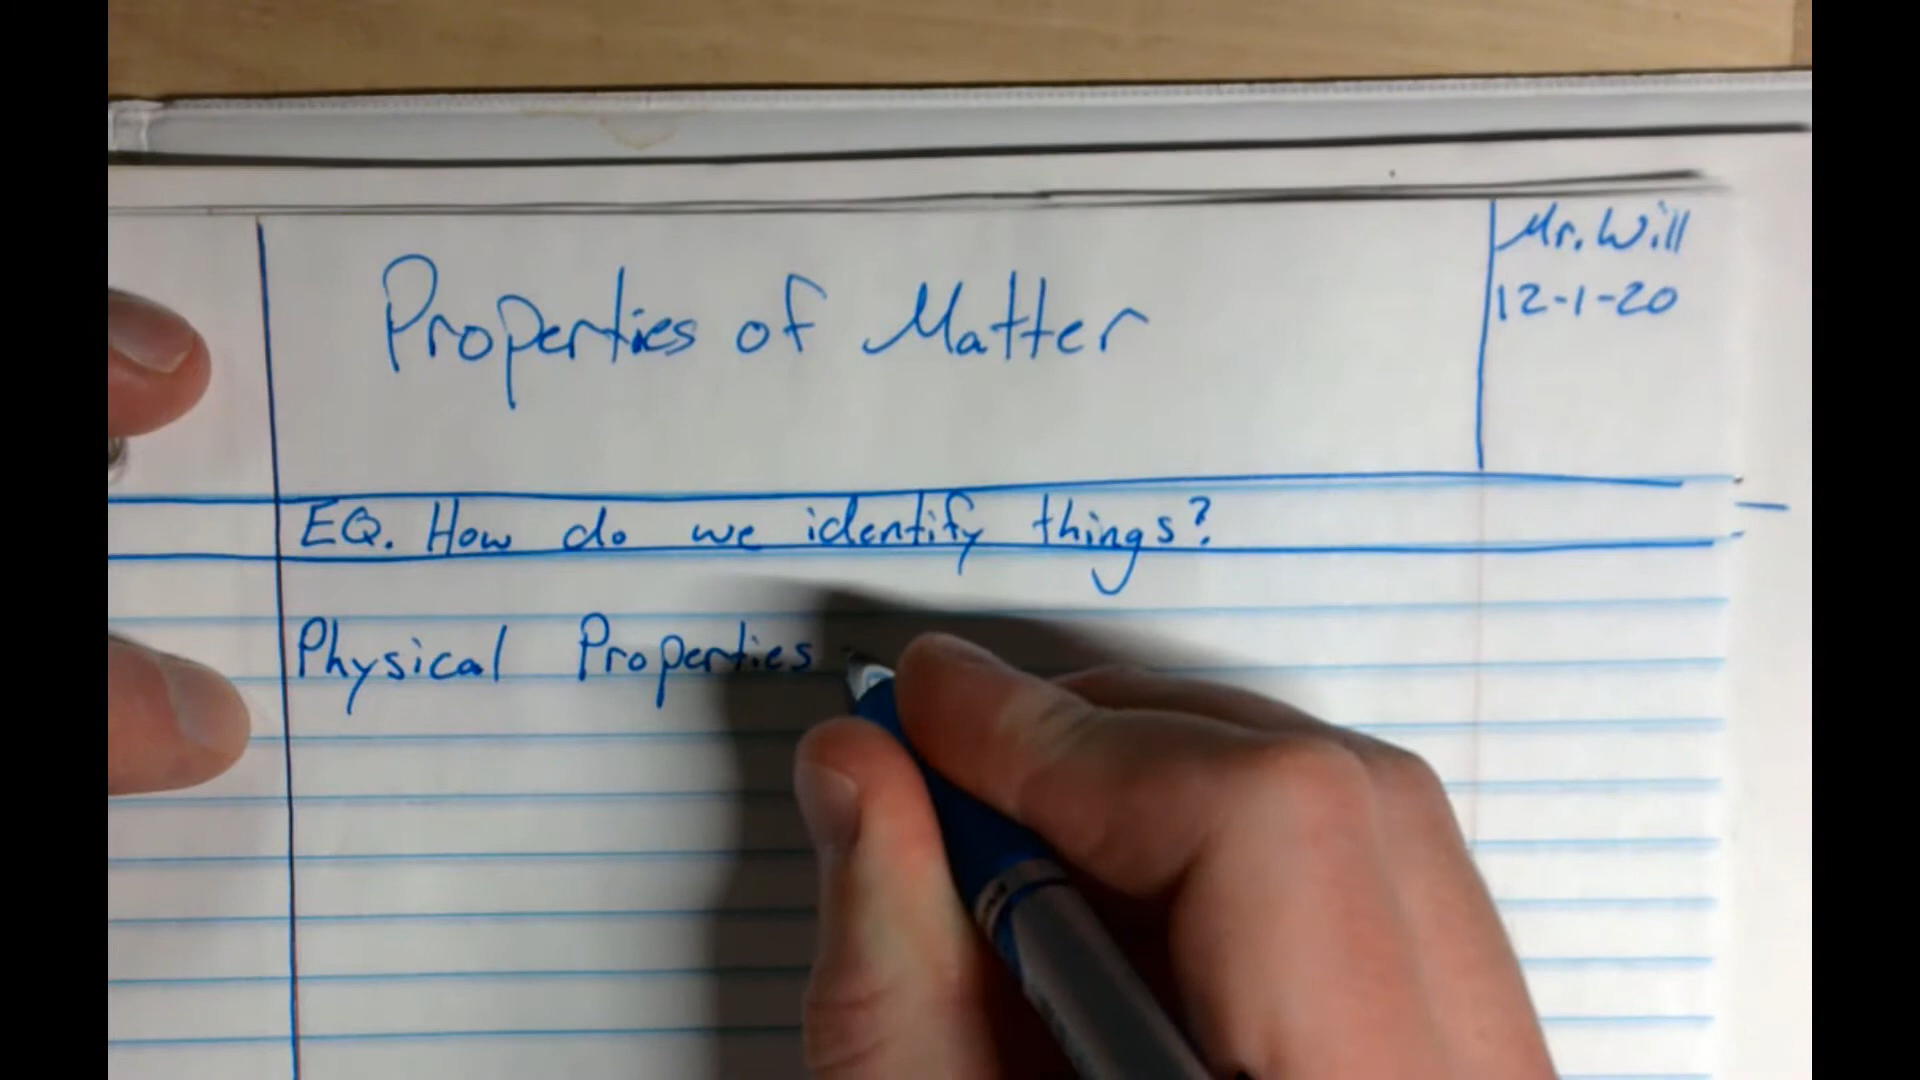 Mr. Will
12-1-20
Properties of Matter
EQ. How do we identify things?
Physical Properties